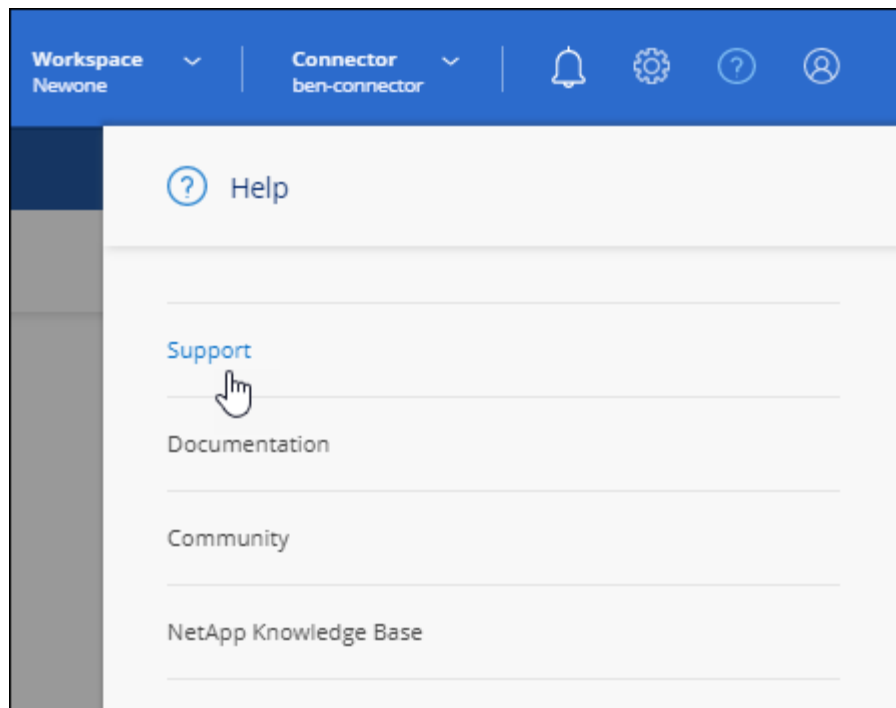 Workspace
Newone
Connector
ben-connector
Help
Support
Documentation
Community
NetApp Knowledge Base